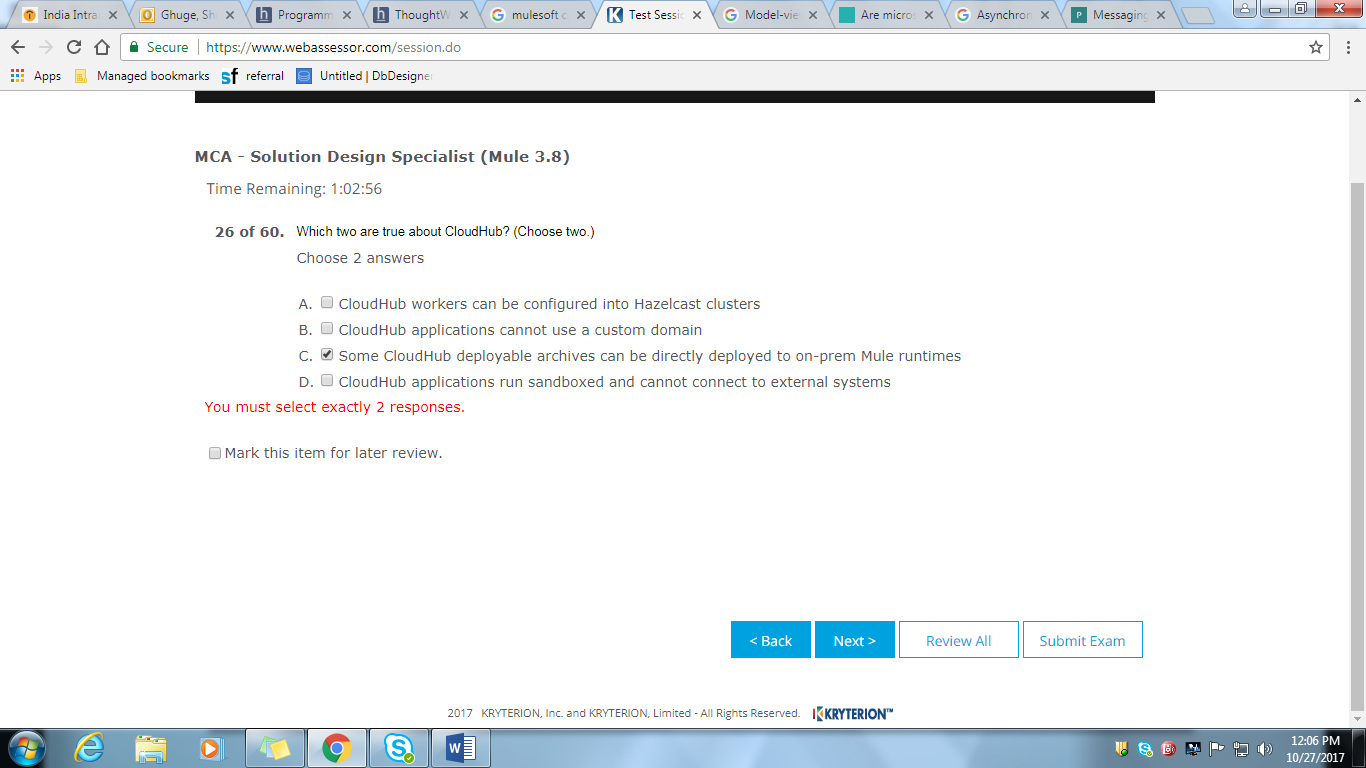 India Intra
Ghuge, Sh
Programm
ThoughtW
mulesoft c
Test Sessio
Model-vie
Are micros
Asynchron
Messaging
Secure | https://www.webassessor.com/session.do
Apps
Managed bookmarks
sf referral
Untitled | DbDesigner
MCA - Solution Design Specialist (Mule 3.8)
Time Remaining: 1:02:56
26 of 60. Which two are true about CloudHub? (Choose two.)
Choose 2 answers
A. CloudHub workers can be configured into Hazelcast clusters
B. CloudHub applications cannot use a custom domain
C. Some CloudHub deployable archives can be directly deployed to on-prem Mule runtimes
D. CloudHub applications run sandboxed and cannot connect to external systems
You must select exactly 2 responses.
Mark this item for later review.
< Back
Next >
Review All
Submit Exam
2017 KRYTERION, Inc. and KRYTERION, Limited - All Rights Reserved. KRYTERION™
12:06 PM
10/27/2017